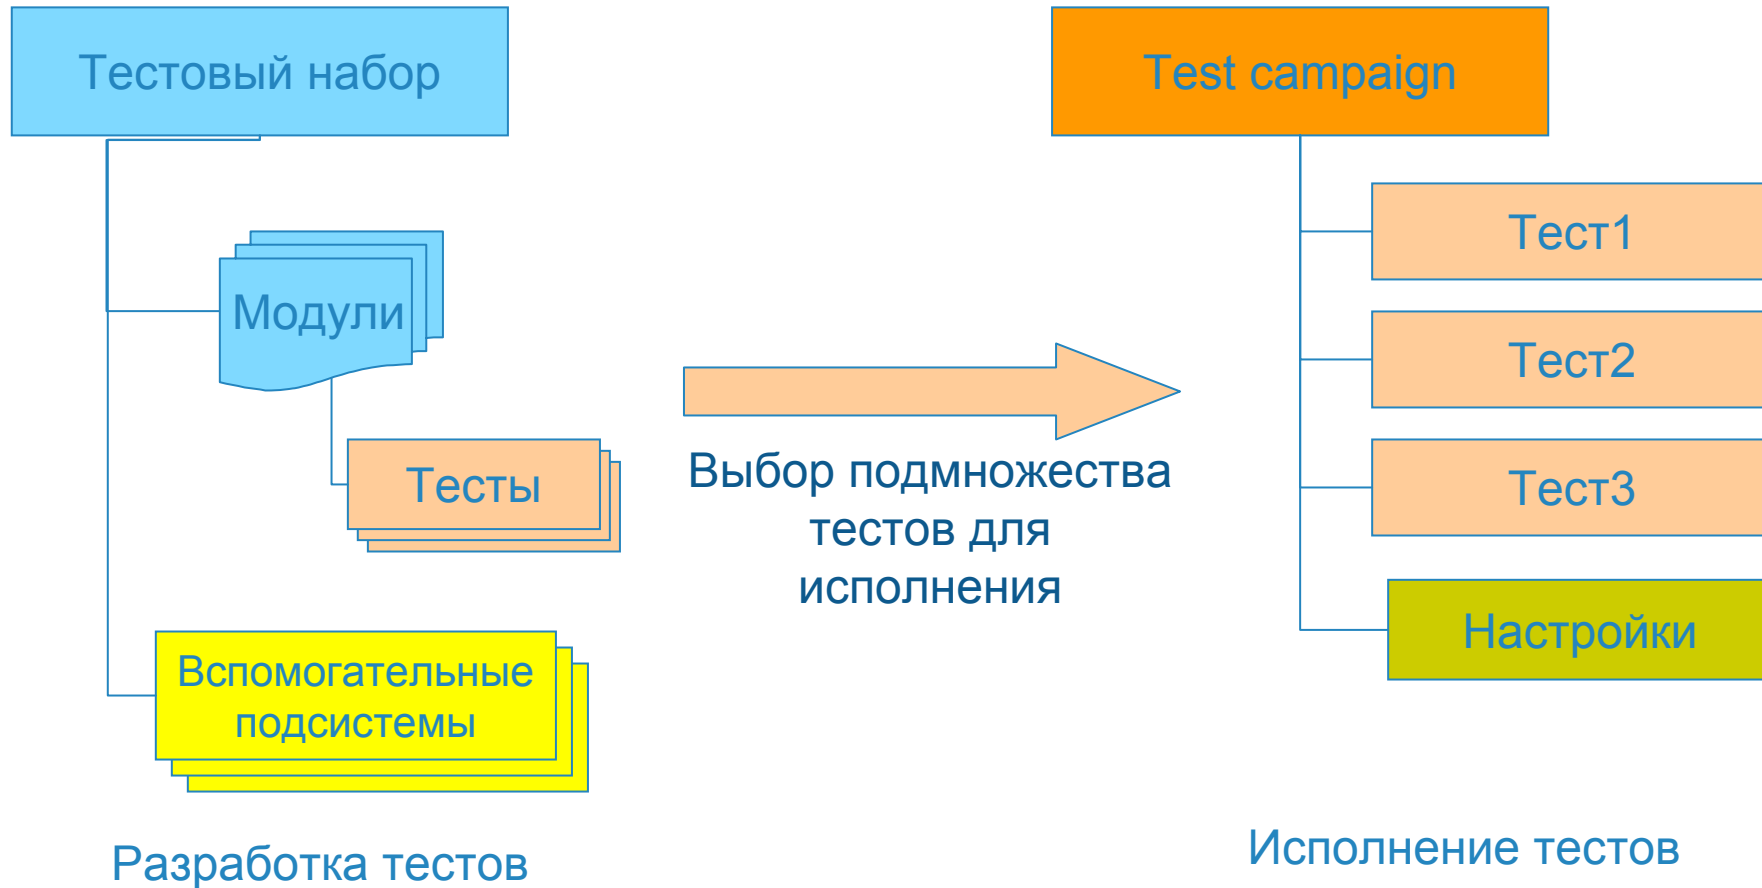 Тестовый набор
Модули
Тесты
Вспомогательные
подсистемы
Разработка тестов
Выбор подмножества
тестов для
исполнения
Test campaign
Тест1
Тест2
Тест3
Настройки
Исполнение тестов